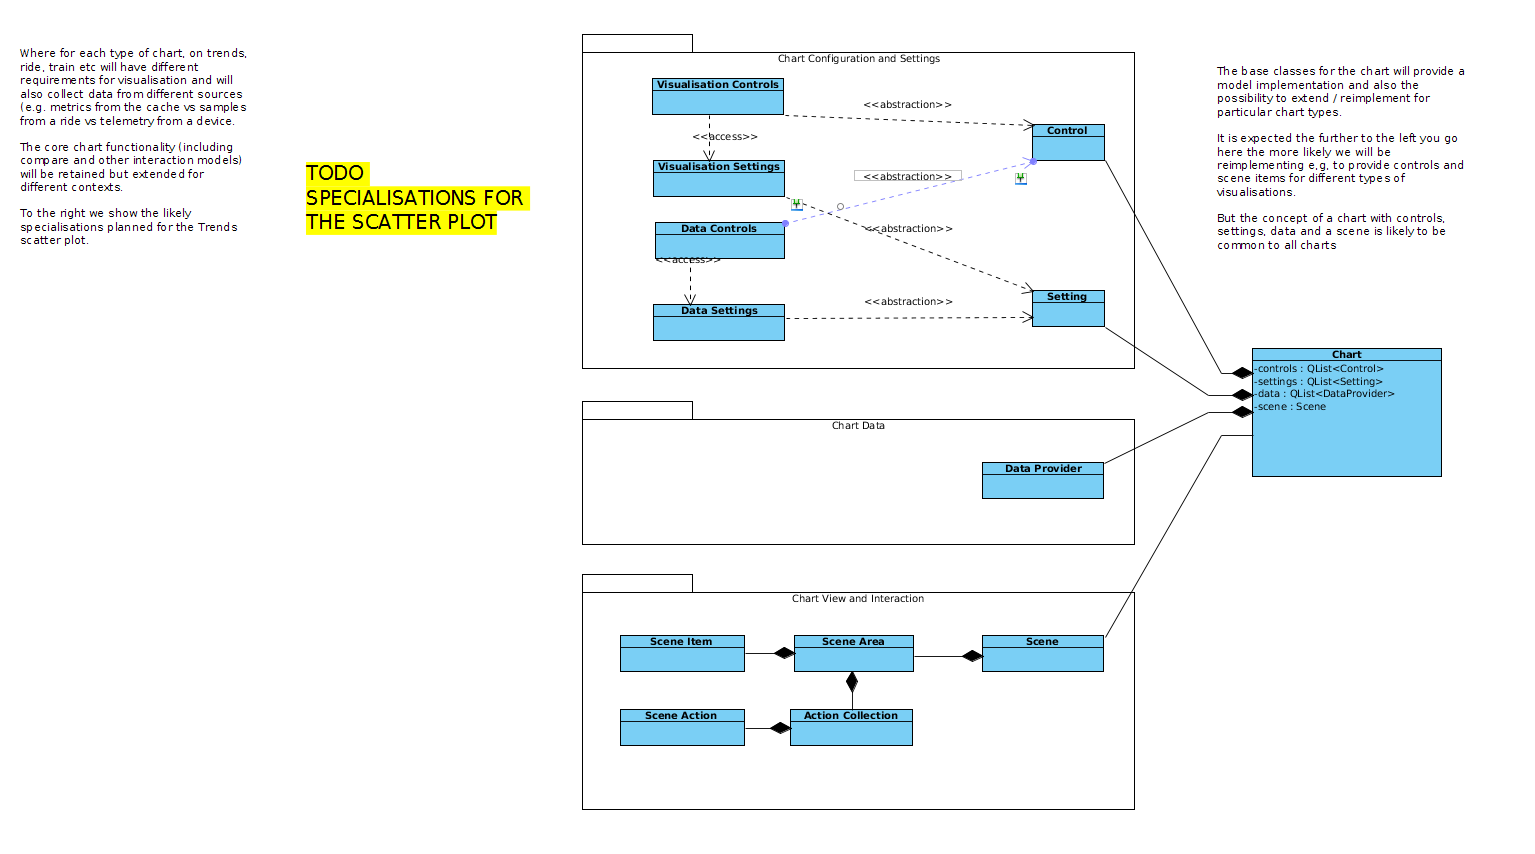 Where for each type of chart, on trends,
ride, train etc will have different
requirements for visualisation and will
also collect data from different sources
(e.g. metrics from the cache vs samples
from a ride vs telemetry from a device.
The core chart functionality (including
compare and other interaction models)
will be retained but extended for
different contexts.
To the right we show the likely
specialisations planned for the Trends
scatter plot.
TODO
SPECIALISATIONS FOR
THE SCATTER PLOT
Chart Configuration and Settings
Visualisation Controls
<<abstraction>>
Control
<<access>>
Visualisation Settings
<<abstraction>>
Data Controls
<<abstraction>>
<<access>>
Setting
Data Settings
<<abstraction>>
Chart Data
Data Provider
Chart View and Interaction
Scene Item
Scene Area
Scene
Scene Action
Action Collection
The base classes for the chart will provide a
model implementation and also the
possibility to extend / reimplement for
particular chart types.
It is expected the further to the left you go
here the more likely we will be
reimplementing e,g, to provide controls and
scene items for different types of
visualisations.
But the concept of a chart with controls,
settings, data and a scene is likely to be
common to all charts
Chart
-controls : QList<Control>
-settings : QList<Setting>
-data : QList<DataProvider>
-scene : Scene